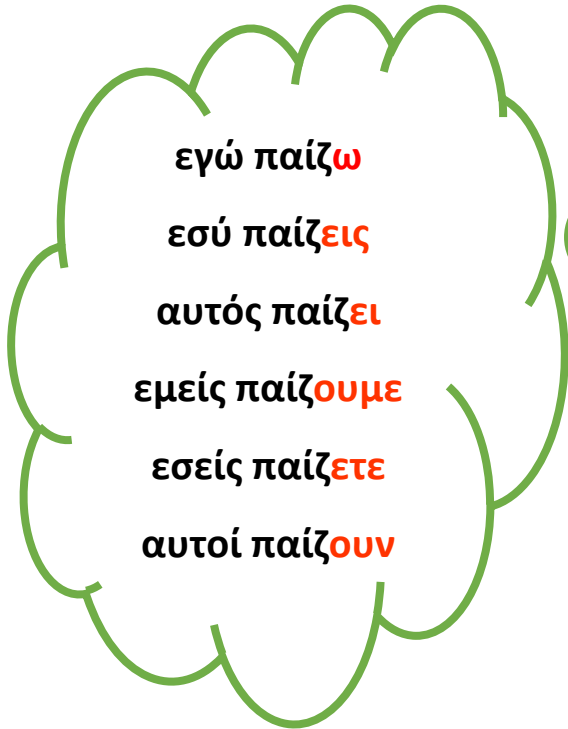 εγώ παίζω
εσύ παίζεις
αυτός παίζει
εμείς παίζουμε
εσείς παίζετε
αυτοί παίζουν